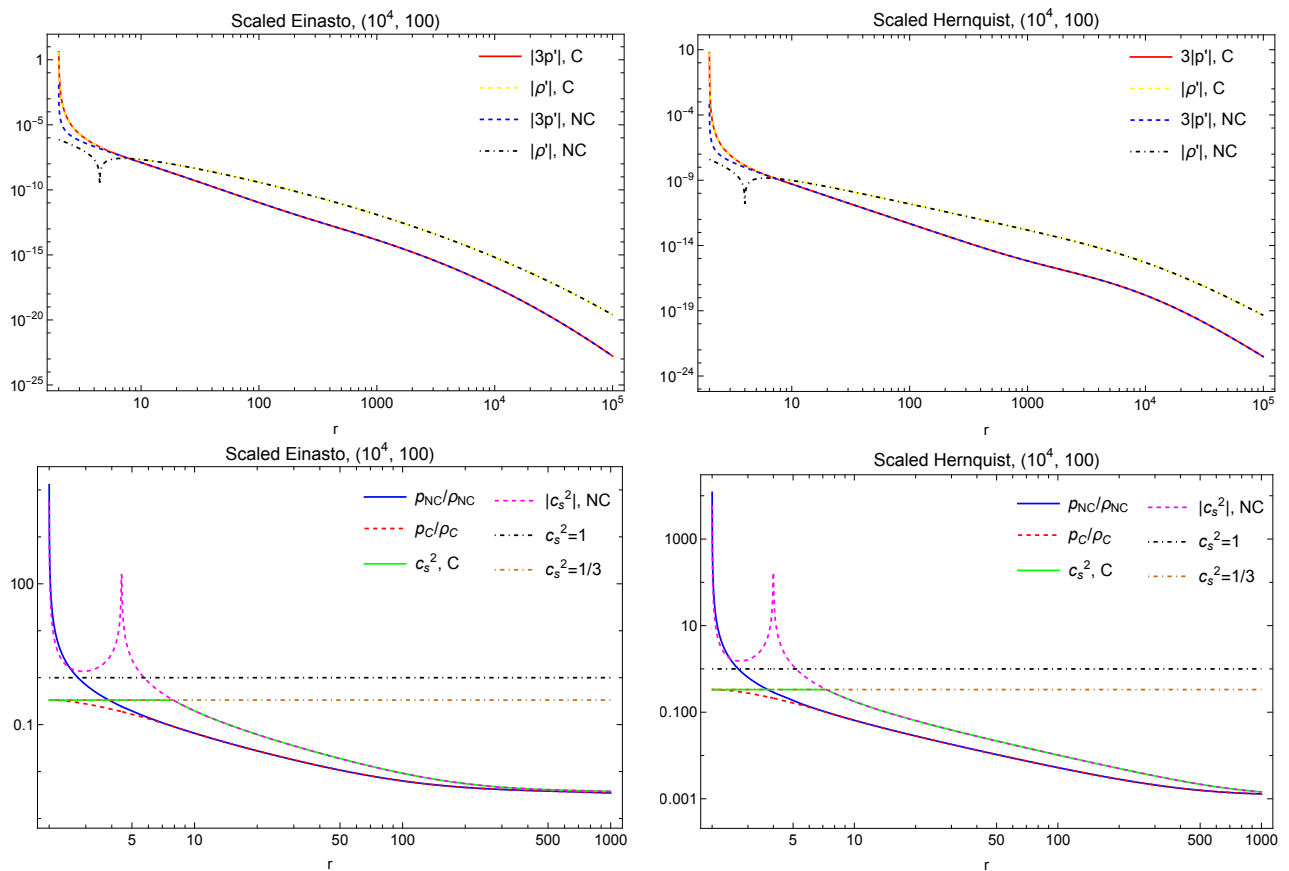 Scaled Einasto, (10⁴, 100)
|3p'|, C
|ρ'|, C
|3p'|, NC
|ρ'|, NC
1
10⁻⁵
10⁻¹⁰
10⁻¹⁵
10⁻²⁰
10⁻²⁵
10 100 1000 10⁴ 10⁵
r
Scaled Hernquist, (10⁴, 100)
3|p'|, C
|ρ'|, C
3|p'|, NC
|ρ'|, NC
10
10⁻⁴
10⁻⁹
10⁻¹⁴
10⁻¹⁹
10⁻²⁴
10 100 1000 10⁴ 10⁵
r
Scaled Einasto, (10⁴, 100)
p_NC/ρ_NC |c_s²|, NC
p_C/ρ_C c_s²=1
c_s², C c_s²=1/3
100
0.1
5 10 50 100 500 1000
r
Scaled Hernquist, (10⁴, 100)
p_NC/ρ_NC |c_s²|, NC
p_C/ρ_C c_s²=1
c_s², C c_s²=1/3
1000
10
0.100
0.001
5 10 50 100 500 1000
r